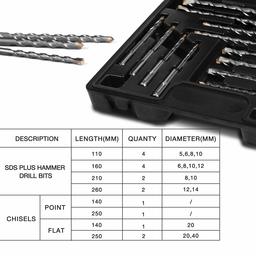 DESCRIPTION LENGTH(MM) QUANTY DIAMETER(MM)
SDS PLUS HAMMER DRILL BITS
110 4 5,6,8,10
160 4 6,8,10,12
210 2 8,10
260 2 12,14
CHISELS
POINT
140 1 /
250 1 /
FLAT
140 1 20
250 2 20,40